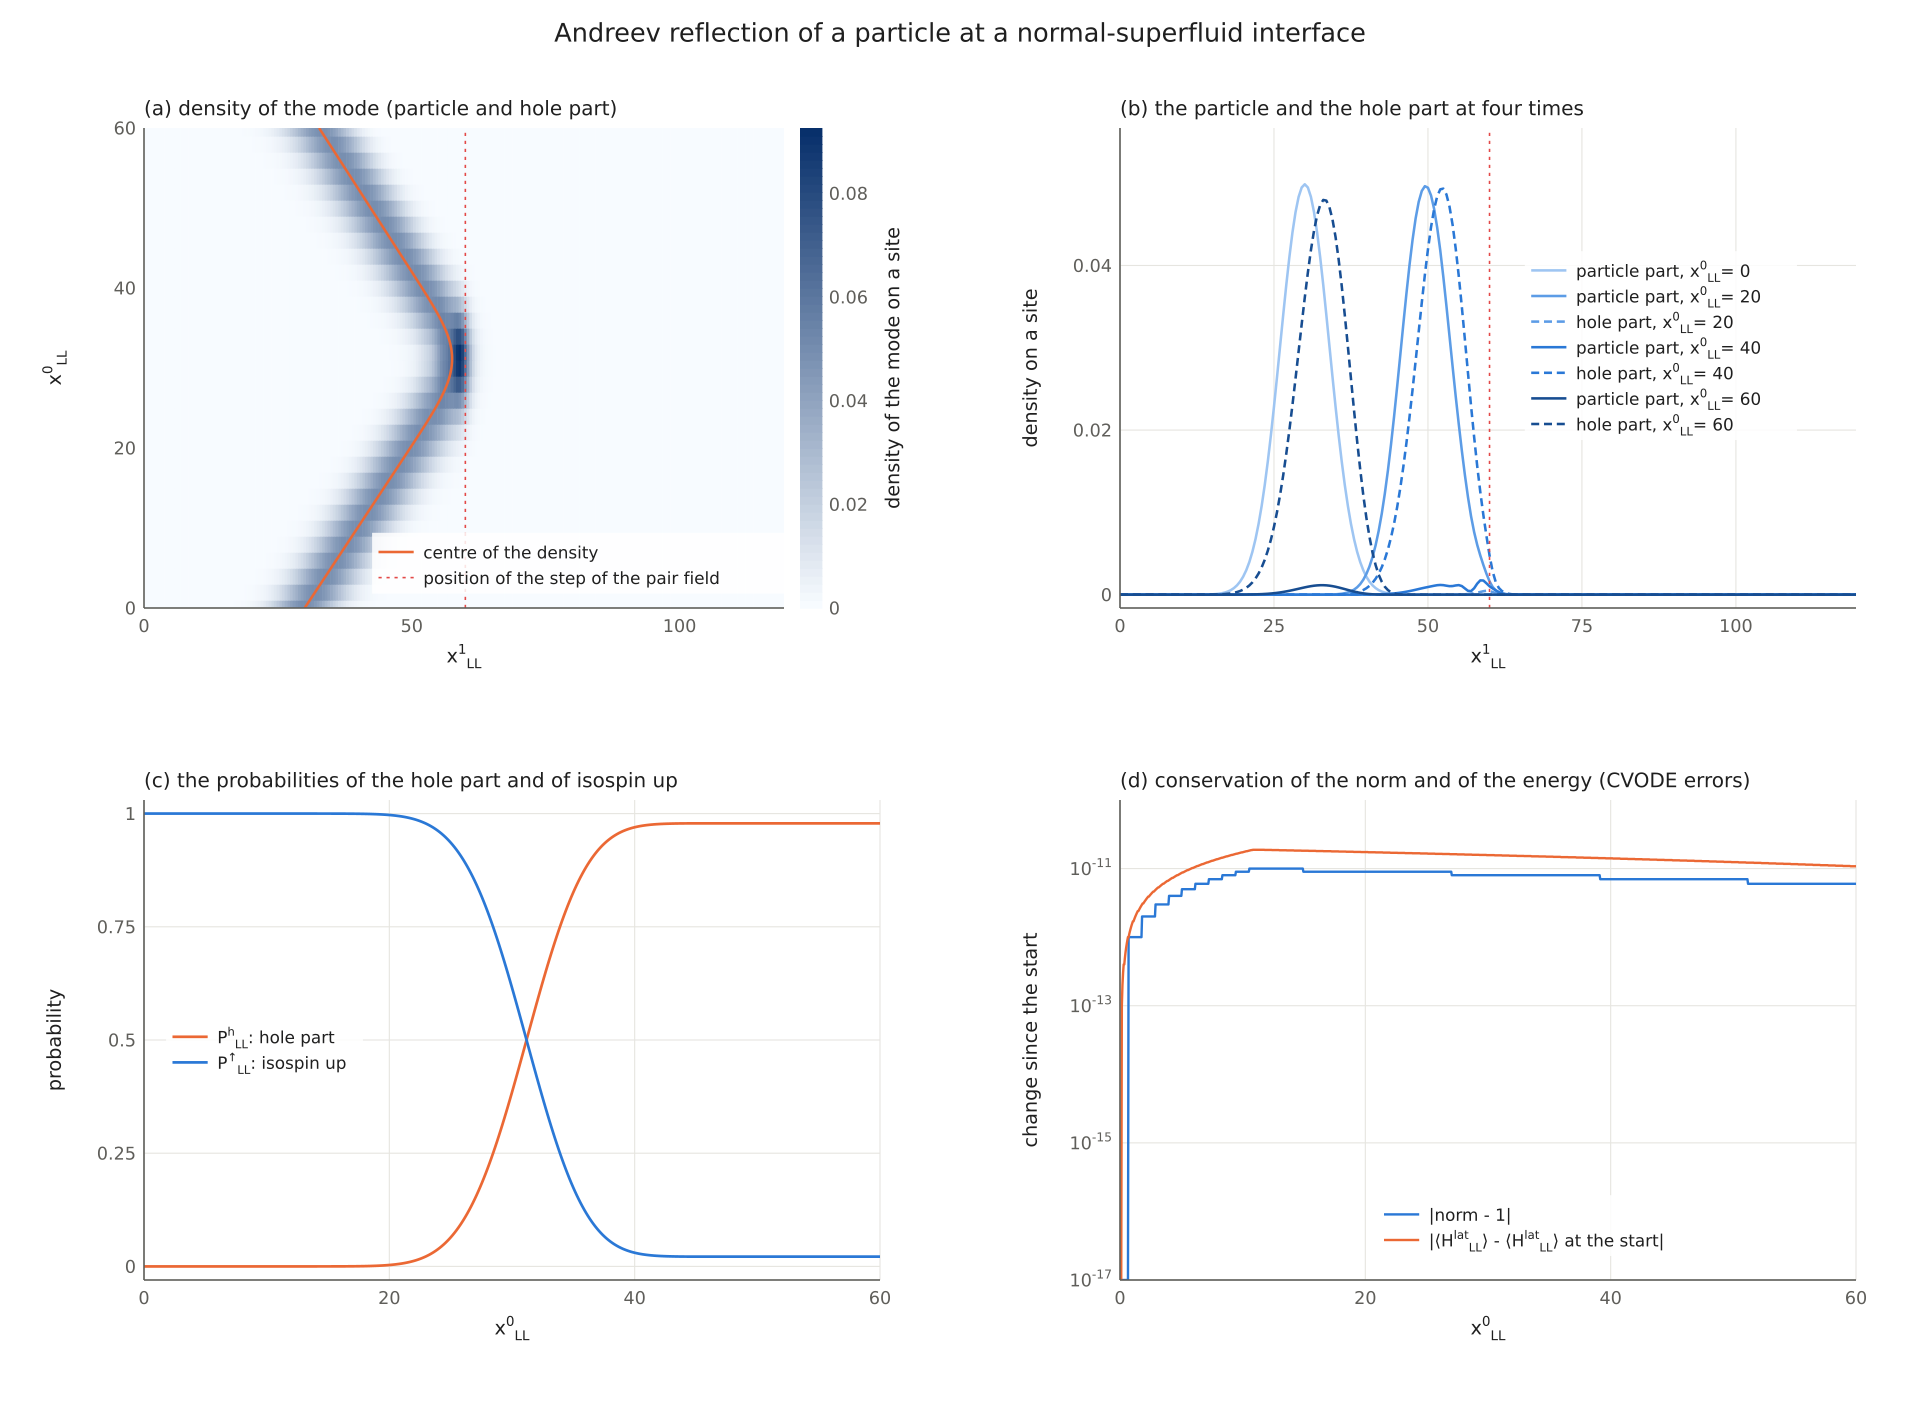 Andreev reflection of a particle at a normal-superfluid interface
(a) density of the mode (particle and hole part)
x⁰LL
60
40
20
0
0
50
100
x¹LL
centre of the density
position of the step of the pair field
0.08
0.06
0.04
0.02
0
density of the mode on a site
(b) the particle and the hole part at four times
density on a site
0.04
0.02
0
0
25
50
75
100
x¹LL
particle part, x⁰LL= 0
particle part, x⁰LL= 20
hole part, x⁰LL= 20
particle part, x⁰LL= 40
hole part, x⁰LL= 40
particle part, x⁰LL= 60
hole part, x⁰LL= 60
(c) the probabilities of the hole part and of isospin up
probability
1
0.75
0.5
0.25
0
0
20
40
60
x⁰LL
PʰLL: hole part
P↑LL: isospin up
(d) conservation of the norm and of the energy (CVODE errors)
change since the start
10⁻¹¹
10⁻¹³
10⁻¹⁵
10⁻¹⁷
0
20
40
60
x⁰LL
|norm - 1|
|⟨HˡᵃᵗLL⟩ - ⟨HˡᵃᵗLL⟩ at the start|